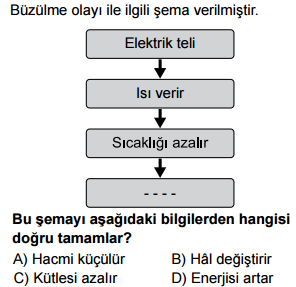 Büzülme olayı ile ilgili şema verilmiştir.
Elektrik teli
Isı verir
Sıcaklığı azalır
- - - -
Bu şemayı aşağıdaki bilgilerden hangisi
doğru tamamlar?
A) Hacmi küçülür B) Hâl değiştirir
C) Kütlesi azalır D) Enerjisi artar